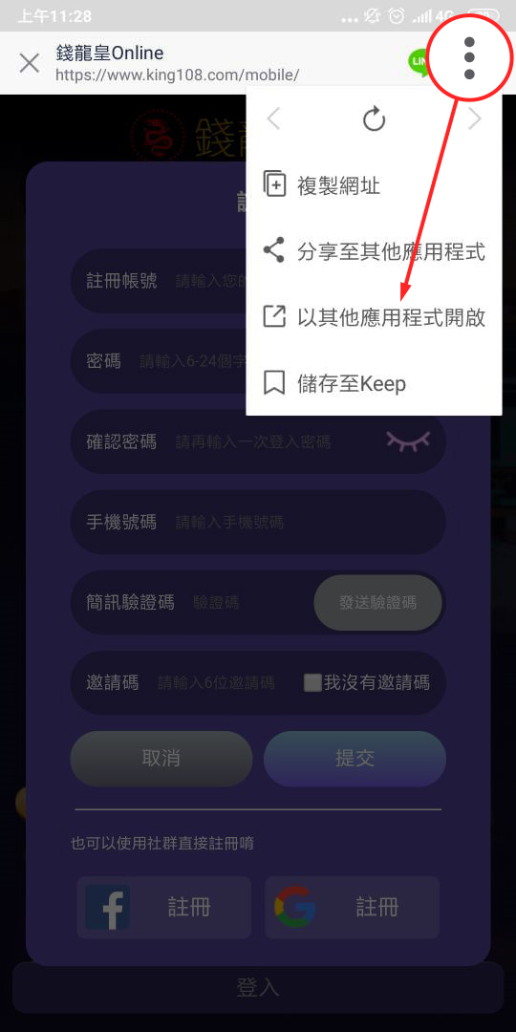 上午11:28
4G
錢龍皇Online
https://www.king108.com/mobile/
LINE
錢
複製網址
分享至其他應用程式
以其他應用程式開啟
儲存至Keep
註冊帳號 請輸入您的
密碼 請輸入6-24個字
確認密碼 請再輸入一次登入密碼
手機號碼 請輸入手機號碼
簡訊驗證碼 驗證碼 發送驗證碼
邀請碼 請輸入6位邀請碼 我沒有邀請碼
取消 提交
也可以使用社群直接註冊唷
註冊 註冊
登入